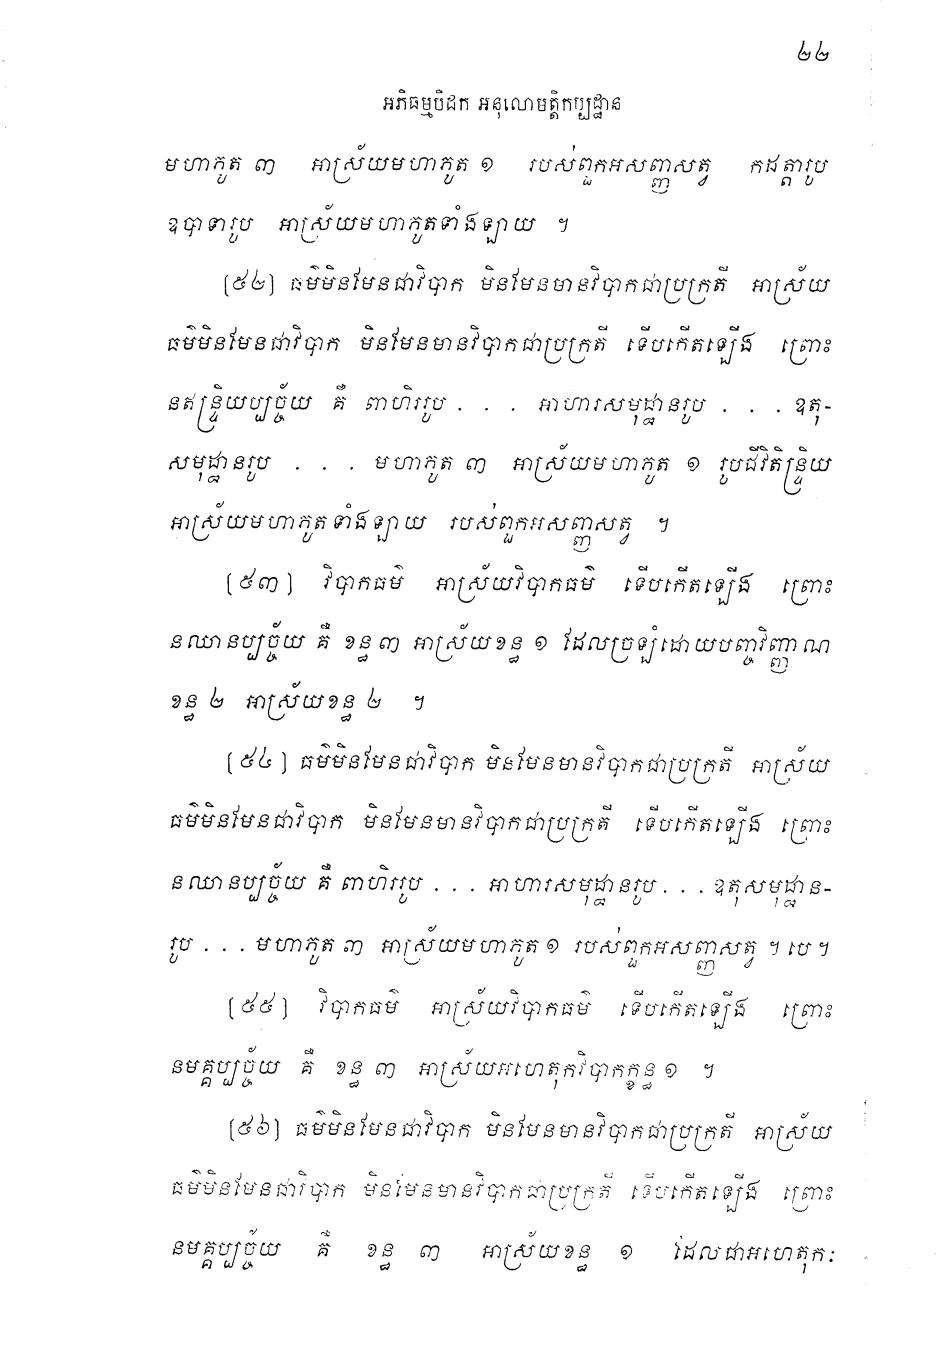 ២២
អភិធម្មបិដក អនុលោមត្តិកប្បដ្ឋាន
មហាភូត ៣ អាស្រ័យមហាភូត ១ របស់ពួកអសញ្ញសត្វ កដត្តារូប
ឧបាទារូប អាស្រ័យមហាភូតទាំងឡាយ ។
[៥២] ធម៌មិនមែនជាវិបាក មិនមែនមានវិបាកជាប្រក្រតី អាស្រ័យ
ធម៌មិនមែនជាវិបាក មិនមែនមានវិបាកជាប្រក្រតី ទើបកើតឡើង ព្រោះ
នឥន្ទ្រិយប្បច្ច័យ គឺ ពាហិររូប . . . អាហារសមុដ្ឋានរូប . . . ឧតុ-
សមុដ្ឋានរូប . . . មហាភូត ៣ អាស្រ័យមហាភូត ១ រូបជីវិតិន្ទ្រិយ
អាស្រ័យមហាភូតទាំងឡាយ របស់ពួកអសញ្ញសត្វ ។
[៥៣] វិបាកធម៌ អាស្រ័យវិបាកធម៌ ទើបកើតឡើង ព្រោះ
នឈានប្បច្ច័យ គឺ ខន្ធ ៣ អាស្រ័យខន្ធ ១ ដែលច្រឡំដោយបញ្ចវិញ្ញាណ
ខន្ធ ២ អាស្រ័យខន្ធ ២ ។
[៥៤] ធម៌មិនមែនជាវិបាក មិនមែនមានវិបាកជាប្រក្រតី អាស្រ័យ
ធម៌មិនមែនជាវិបាក មិនមែនមានវិបាកជាប្រក្រតី ទើបកើតឡើង ព្រោះ
នឈានប្បច្ច័យ គឺ ពាហិររូប . . . អាហារសមុដ្ឋានរូប . . . ឧតុសមុដ្ឋាន-
រូប . . . មហាភូត ៣ អាស្រ័យមហាភូត ១ របស់ពួកអសញ្ញសត្វ ។ បេ ។
[៥៥] វិបាកធម៌ អាស្រ័យវិបាកធម៌ ទើបកើតឡើង ព្រោះ
នមគ្គប្បច្ច័យ គឺ ខន្ធ ៣ អាស្រ័យអហេតុកវិបាកក្ខន្ធ ១ ។
[៥៦] ធម៌មិនមែនជាវិបាក មិនមែនមានវិបាកជាប្រក្រតី អាស្រ័យ
ធម៌មិនមែនជាវិបាក មិនមែនមានវិបាកជាប្រក្រតី ទើបកើតឡើង ព្រោះ
នមគ្គប្បច្ច័យ គឺ ខន្ធ ៣ អាស្រ័យខន្ធ ១ ដែលជាអហេតុកៈ